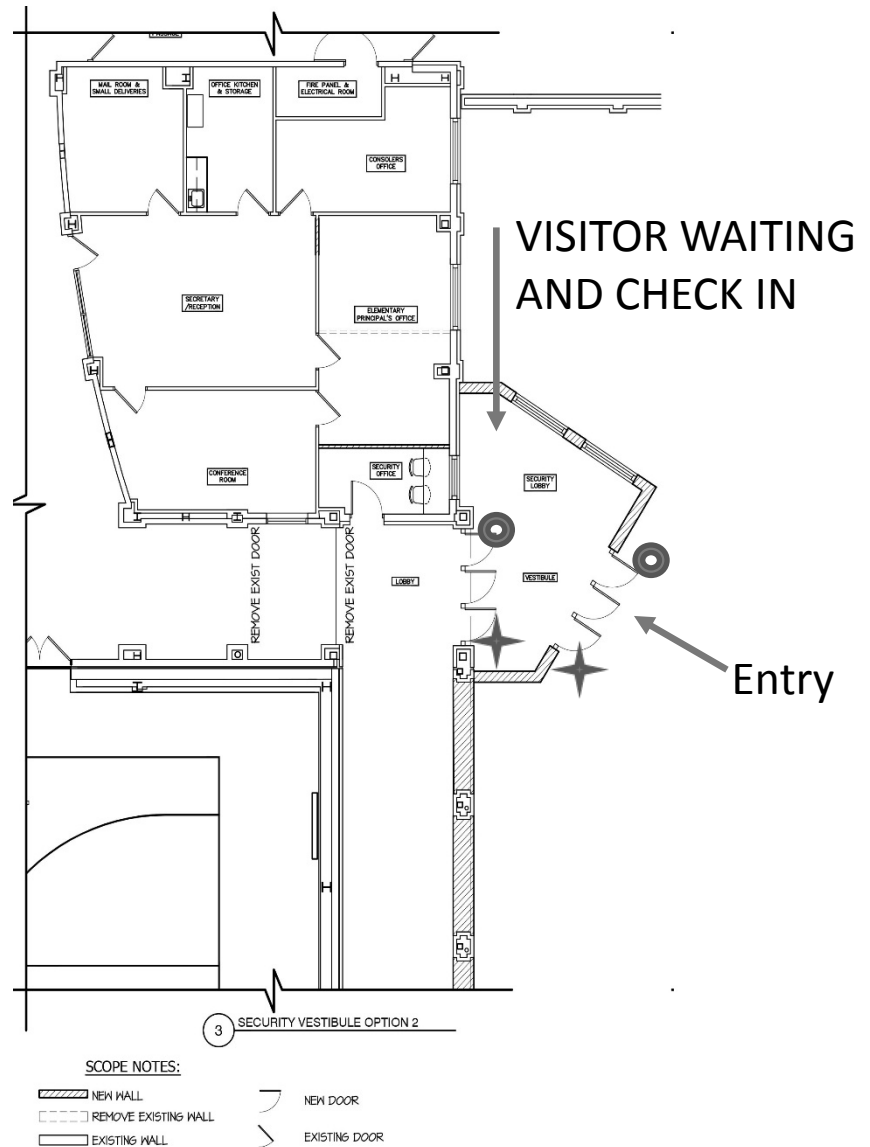 PASSAGE
MAIL ROOM &
SMALL DELIVERIES
OFFICE KITCHEN
& STORAGE
FIRE PANEL &
ELECTRICAL ROOM
CONSOLERS
OFFICE
VISITOR WAITING
AND CHECK IN
SECRETARY
/RECEPTION
ELEMENTARY
PRINCIPAL'S OFFICE
CONFERENCE
ROOM
SECURITY
OFFICE
SECURITY
LOBBY
REMOVE EXIST DOOR
REMOVE EXIST DOOR
LOBBY
VESTIBULE
Entry
3 SECURITY VESTIBULE OPTION 2
SCOPE NOTES:
NEW WALL
NEW DOOR
REMOVE EXISTING WALL
EXISTING WALL
EXISTING DOOR